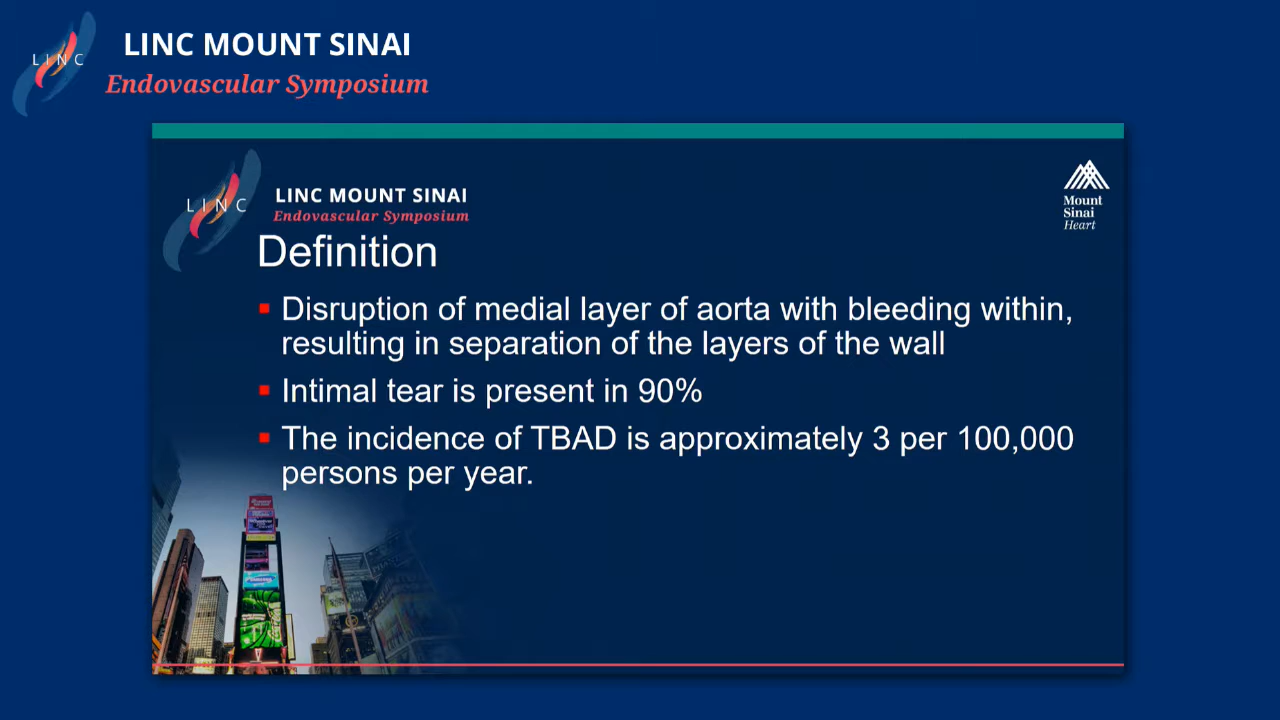 LINC
LINC MOUNT SINAI
Endovascular Symposium
LINC
LINC MOUNT SINAI
Endovascular Symposium
Mount
Sinai
Heart
Definition
Disruption of medial layer of aorta with bleeding within,
resulting in separation of the layers of the wall
Intimal tear is present in 90%
The incidence of TBAD is approximately 3 per 100,000
persons per year.